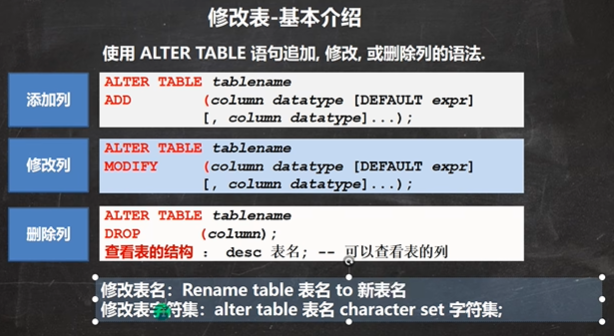 修改表-基本介绍
使用 ALTER TABLE 语句追加, 修改, 或删除列的语法.
添加列
ALTER TABLE tablename
ADD (column datatype [DEFAULT expr]
[, column datatype]...);
修改列
ALTER TABLE tablename
MODIFY (column datatype [DEFAULT expr]
[, column datatype]...);
删除列
ALTER TABLE tablename
DROP (column);
查看表的结构 : desc 表名; -- 可以查看表的列
修改表名: Rename table 表名 to 新表名
修改表字符集: alter table 表名 character set 字符集;